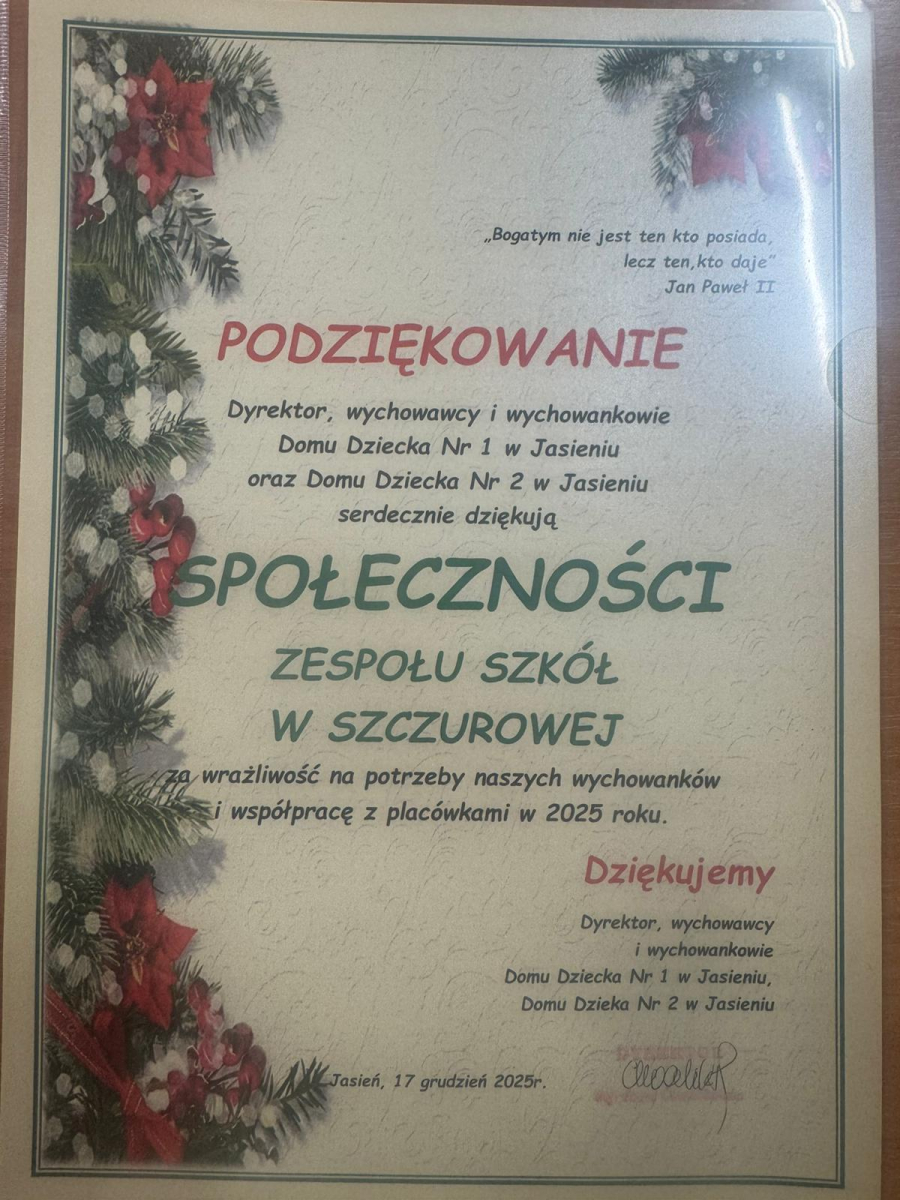 „Bogatym nie jest ten kto posiada,
lecz ten,kto daje"
Jan Paweł II
PODZIĘKOWANIE
Dyrektor, wychowawcy i wychowankowie
Domu Dziecka Nr 1 w Jasieniu
oraz Domu Dziecka Nr 2 w Jasieniu
serdecznie dziękują
SPOŁECZNOŚCI
ZESPOŁU SZKÓŁ
W SZCZUROWEJ
za wrażliwość na potrzeby naszych wychowanków
i współpracę z placówkami w 2025 roku.
Dziękujemy
Dyrektor, wychowawcy
i wychowankowie
Domu Dziecka Nr 1 w Jasieniu,
Domu Dzieka Nr 2 w Jasieniu
Jasień, 17 grudzień 2025r.